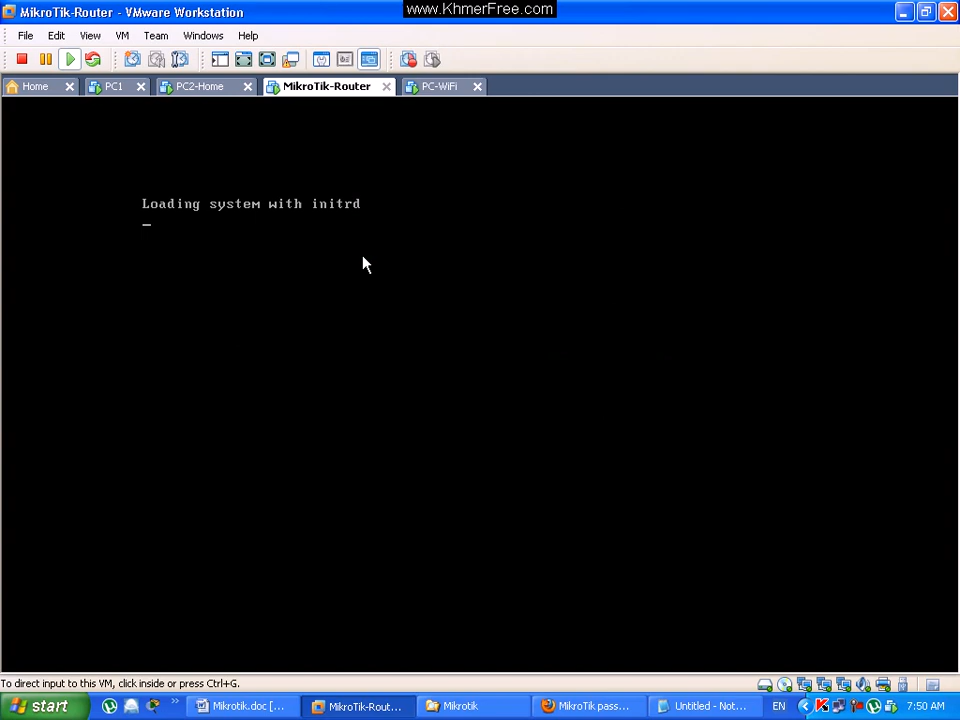 MikroTik-Router - VMware Workstation
www.KhmerFree.com
File Edit View VM Team Windows Help
Home PC1 PC2-Home MikroTik-Router PC-WiFi
Loading system with initrd
_
To direct input to this VM, click inside or press Ctrl+G.
start Mikrotik.doc [... MikroTik-Rout... Mikrotik MikroTik pass... Untitled - Not... EN 7:50 AM